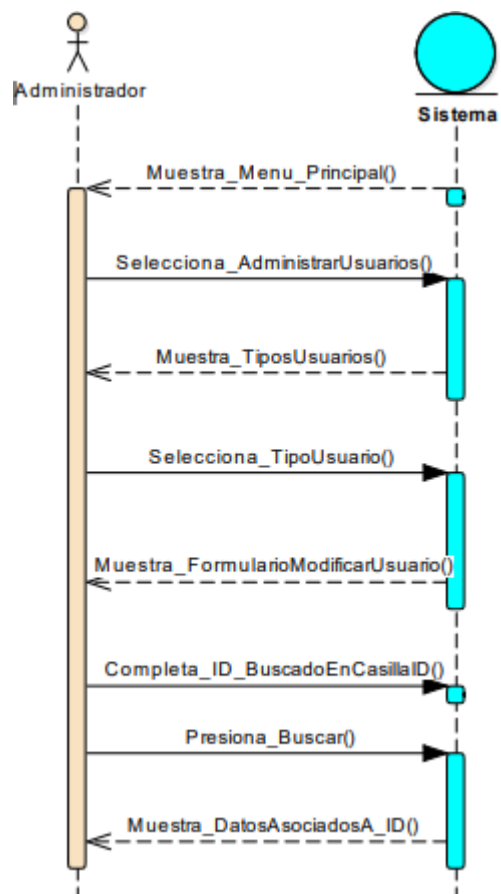 Administrador
Sistema
Muestra_Menu_Principal()
Selecciona_AdministrarUsuarios()
Muestra_TiposUsuarios()
Selecciona_TipoUsuario()
Muestra_FormularioModificarUsuario()
Completa_ID_BuscadoEnCasillaID()
Presiona_Buscar()
Muestra_DatosAsociadosA_ID()